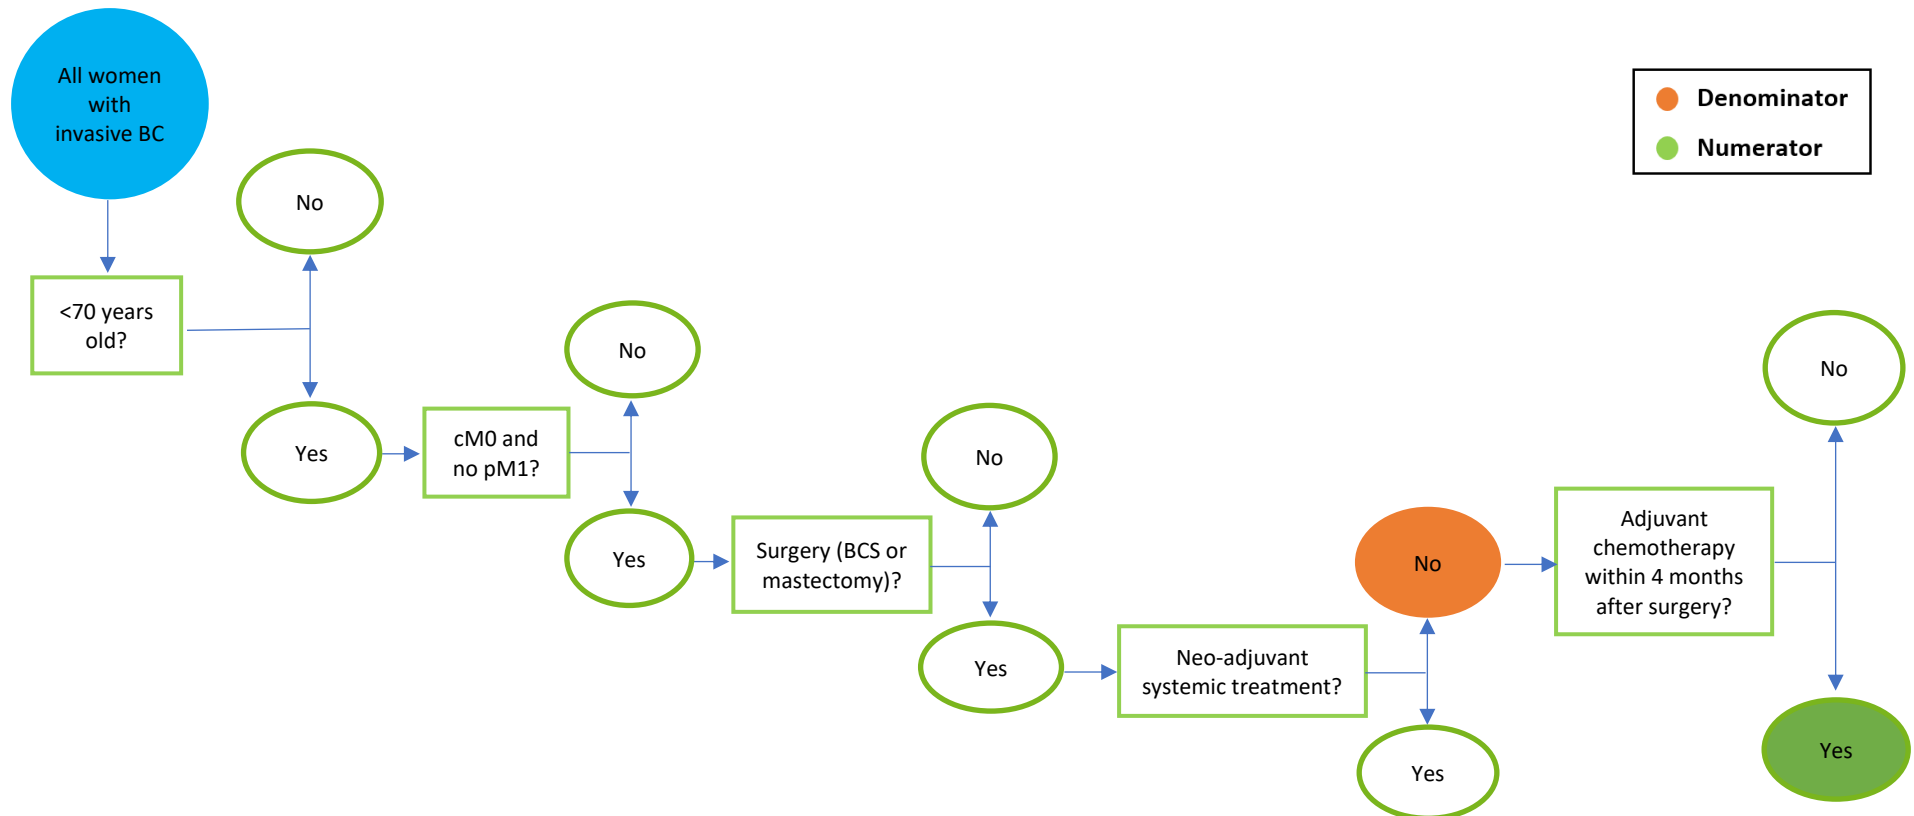 All women
with
invasive BC
Denominator
Numerator
No
<70 years
old?
No
Yes
cM0 and
no pM1?
No
Yes
Surgery (BCS or
mastectomy)?
No
Yes
Neo-adjuvant
systemic treatment?
No
Yes
Adjuvant
chemotherapy
within 4 months
after surgery?
No
Yes